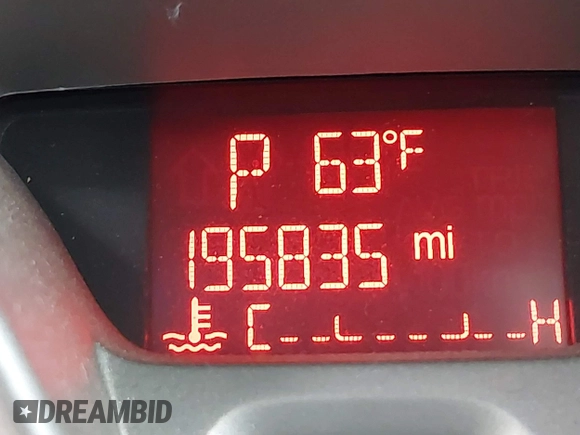 P 63°F
195835 mi
C H
DREAMBID